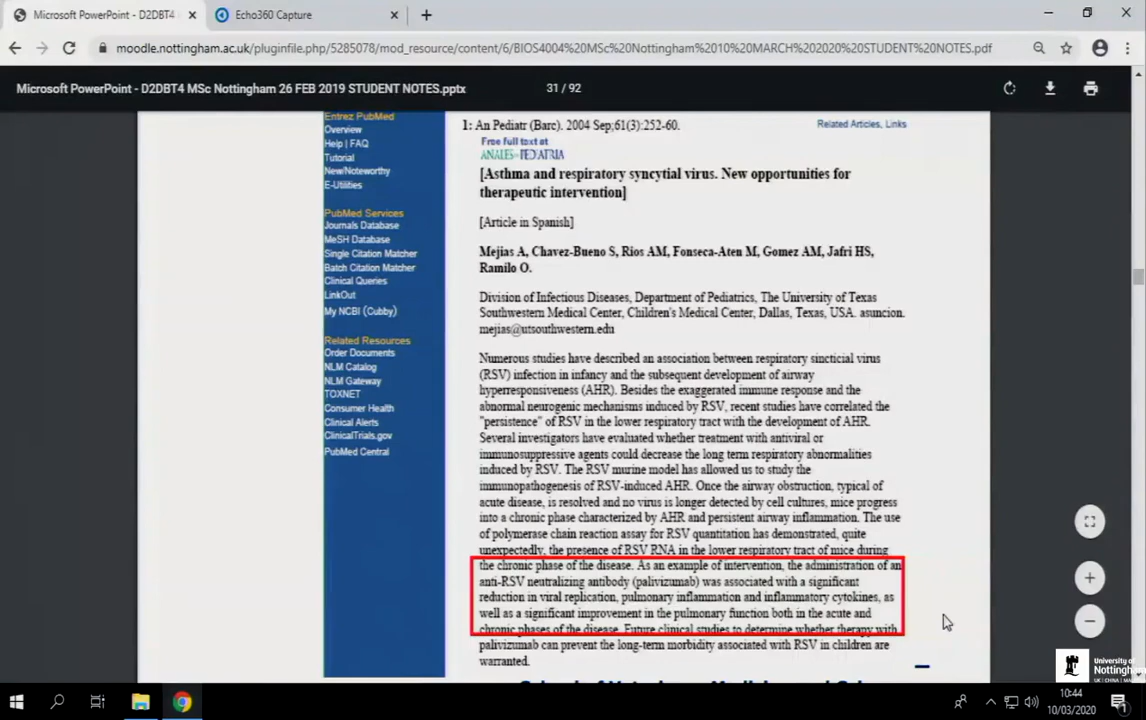 Microsoft PowerPoint - D2DBT4
Echo360 Capture
moodle.nottingham.ac.uk/pluginfile.php/5285078/mod_resource/content/6/BIOS4004%20MSc%20Nottingham%2010%20MARCH%202020%20STUDENT%20NOTES.pdf
Microsoft PowerPoint - D2DBT4 MSc Nottingham 26 FEB 2019 STUDENT NOTES.pptx
31 / 92
Entrez PubMed
Overview
Help | FAQ
Tutorial
New/Noteworthy
E-Utilities
PubMed Services
Journals Database
MeSH Database
Single Citation Matcher
Batch Citation Matcher
Clinical Queries
LinkOut
My NCBI (Cubby)
Related Resources
Order Documents
NLM Catalog
NLM Gateway
TOXNET
Consumer Health
Clinical Alerts
ClinicalTrials.gov
PubMed Central
1: An Pediatr (Barc). 2004 Sep;61(3):252-60.
Related Articles, Links
Free full text at
ANALES DE PEDIATRIA
[Asthma and respiratory syncytial virus. New opportunities for
therapeutic intervention]
[Article in Spanish]
Mejias A, Chavez-Bueno S, Rios AM, Fonseca-Aten M, Gomez AM, Jafri HS,
Ramilo O.
Division of Infectious Diseases, Department of Pediatrics, The University of Texas
Southwestern Medical Center, Children's Medical Center, Dallas, Texas, USA. asuncion.
mejias@utsouthwestern.edu
Numerous studies have described an association between respiratory sincticial virus
(RSV) infection in infancy and the subsequent development of airway
hyperresponsiveness (AHR). Besides the exaggerated immune response and the
abnormal neurogenic mechanisms induced by RSV, recent studies have correlated the
"persistence" of RSV in the lower respiratory tract with the development of AHR.
Several investigators have evaluated whether treatment with antiviral or
immunosuppressive agents could decrease the long term respiratory abnormalities
induced by RSV. The RSV murine model has allowed us to study the
immunopathogenesis of RSV-induced AHR. Once the airway obstruction, typical of
acute disease, is resolved and no virus is longer detected by cell cultures, mice progress
into a chronic phase characterized by AHR and persistent airway inflammation. The use
of polymerase chain reaction assay for RSV quantitation has demonstrated, quite
unexpectedly, the presence of RSV RNA in the lower respiratory tract of mice during
the chronic phase of the disease. As an example of intervention, the administration of an
anti-RSV neutralizing antibody (palivizumab) was associated with a significant
reduction in viral replication, pulmonary inflammation and inflammatory cytokines, as
well as a significant improvement in the pulmonary function both in the acute and
chronic phases of the disease. Future clinical studies to determine whether therapy with
palivizumab can prevent the long-term morbidity associated with RSV in children are
warranted.
University of
Nottingham
UK | CHINA | MALAYSIA
10:44
10/03/2020